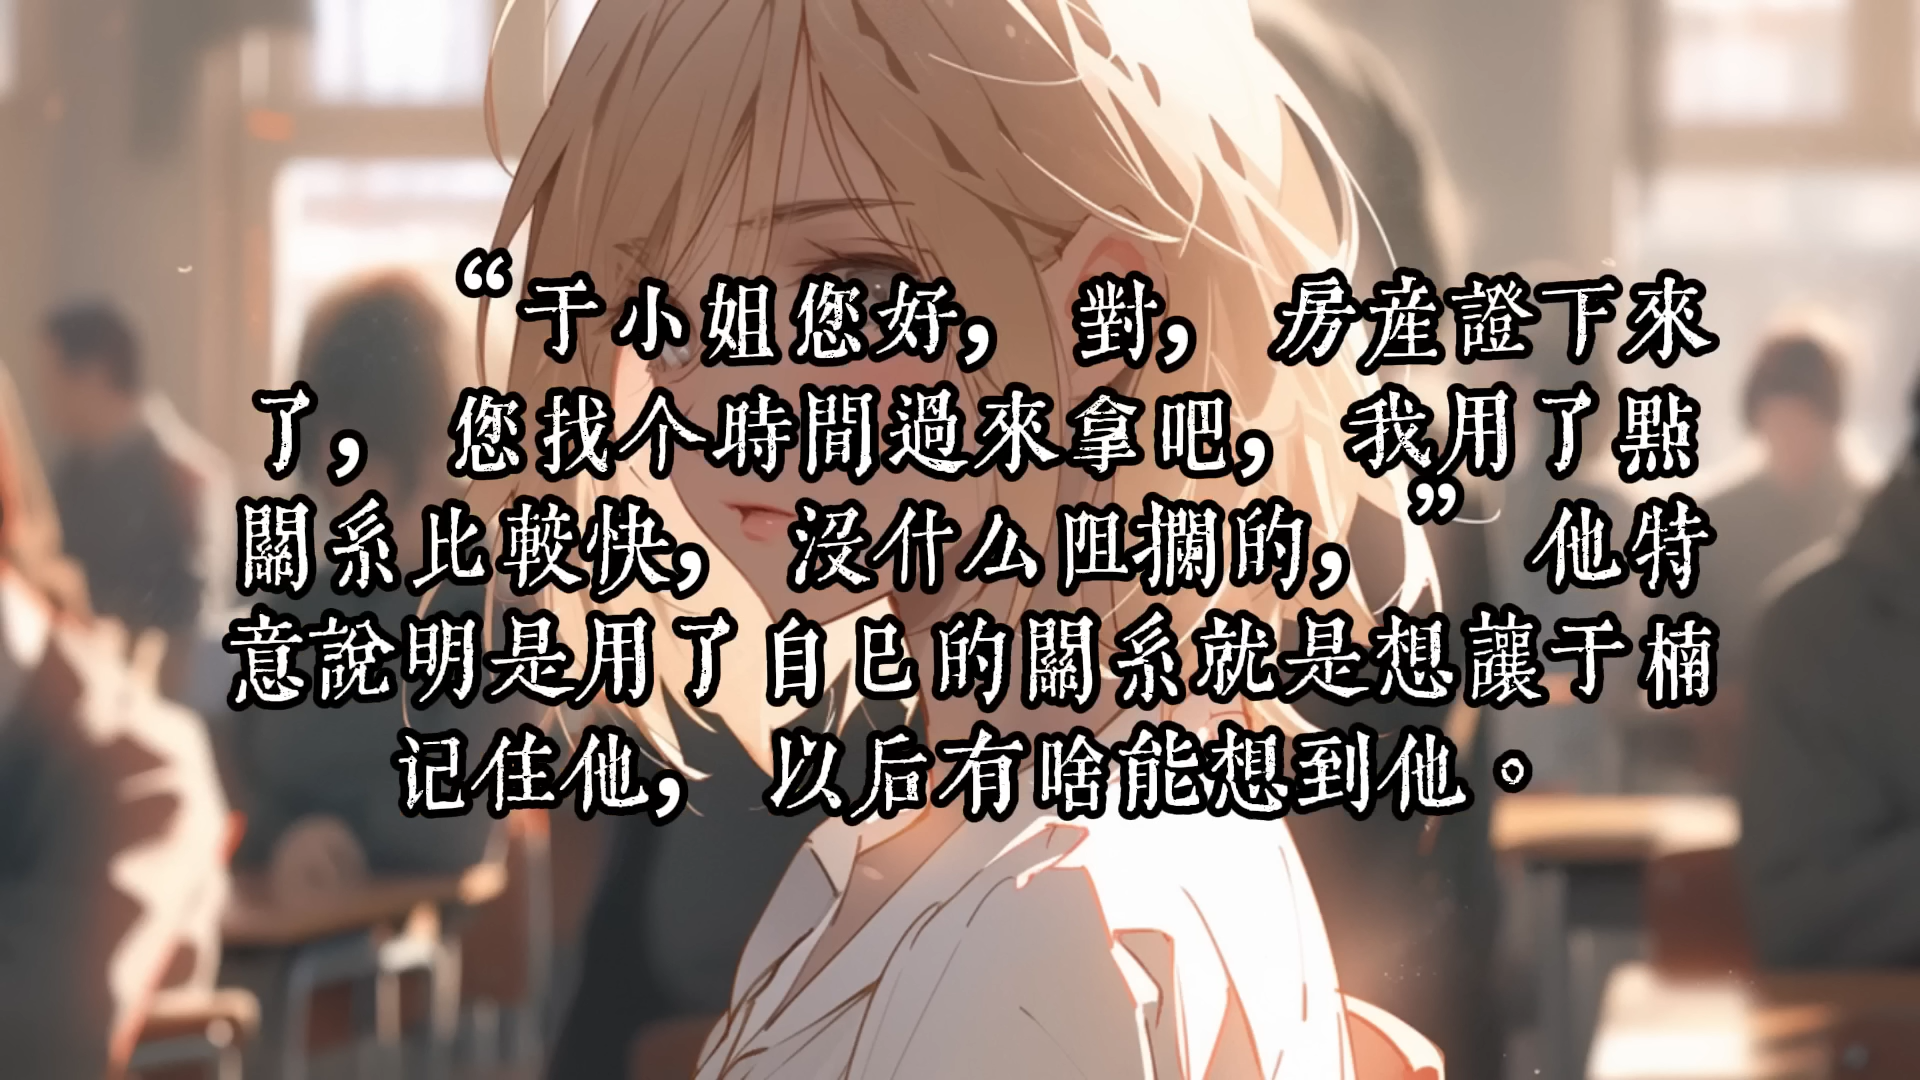 “于小姐您好，對，房産證下來
了，您找个時間過來拿吧，我用了點
關系比較快，沒什么阻攔的，”他特
意說明是用了自己的關系就是想讓于楠
记住他，以后有啥能想到他。